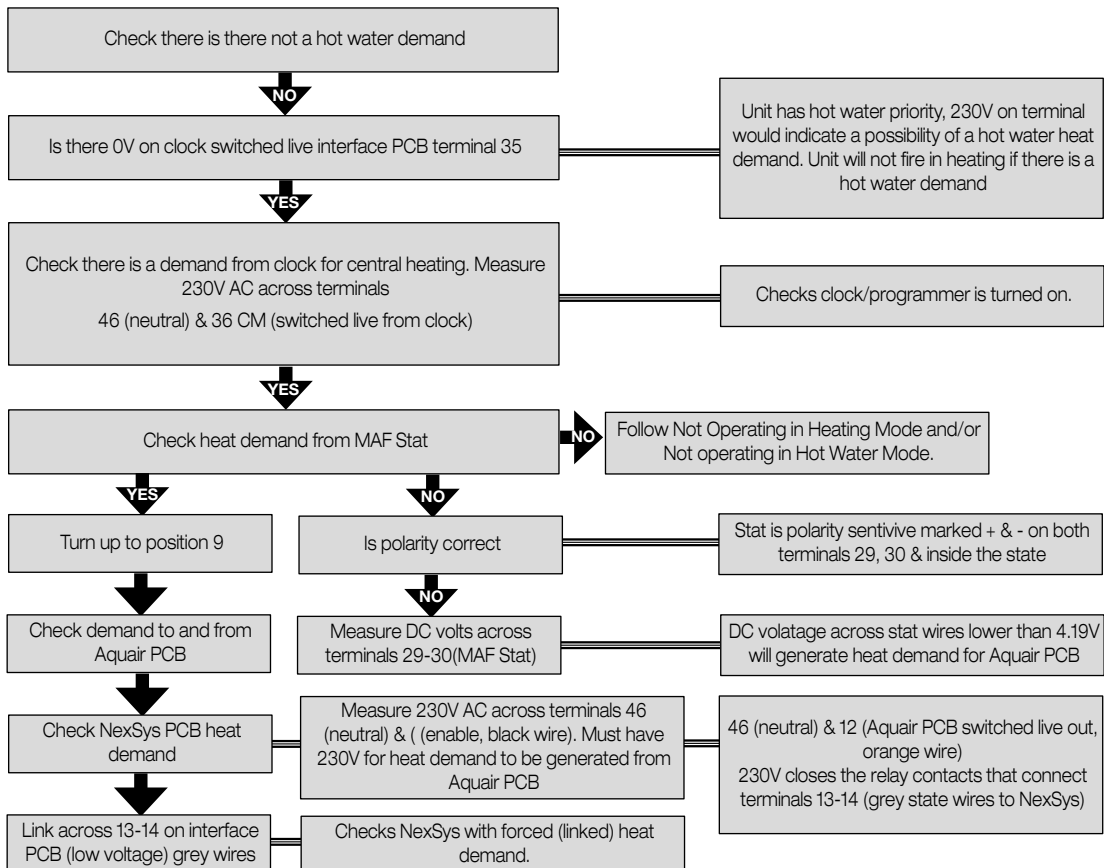 Check there is there not a hot water demand
NO
Is there 0V on clock switched live interface PCB terminal 35
Unit has hot water priority, 230V on terminal
would indicate a possibility of a hot water heat
demand. Unit will not fire in heating if there is a
hot water demand
YES
Check there is a demand from clock for central heating. Measure
230V AC across terminals
46 (neutral) & 36 CM (switched live from clock)
Checks clock/programmer is turned on.
YES
Check heat demand from MAF Stat
NO
Follow Not Operating in Heating Mode and/or
Not operating in Hot Water Mode.
YES
NO
Turn up to position 9
Is polarity correct
Stat is polarity sentivive marked + & - on both
terminals 29, 30 & inside the state
NO
Check demand to and from
Aquair PCB
Measure DC volts across
terminals 29-30(MAF Stat)
DC volatage across stat wires lower than 4.19V
will generate heat demand for Aquair PCB
Check NexSys PCB heat
demand
Measure 230V AC across terminals 46
(neutral) & ( (enable, black wire). Must have
230V for heat demand to be generated from
Aquair PCB
46 (neutral) & 12 (Aquair PCB switched live out,
orange wire)
230V closes the relay contacts that connect
terminals 13-14 (grey state wires to NexSys)
Link across 13-14 on interface
PCB (low voltage) grey wires
Checks NexSys with forced (linked) heat
demand.